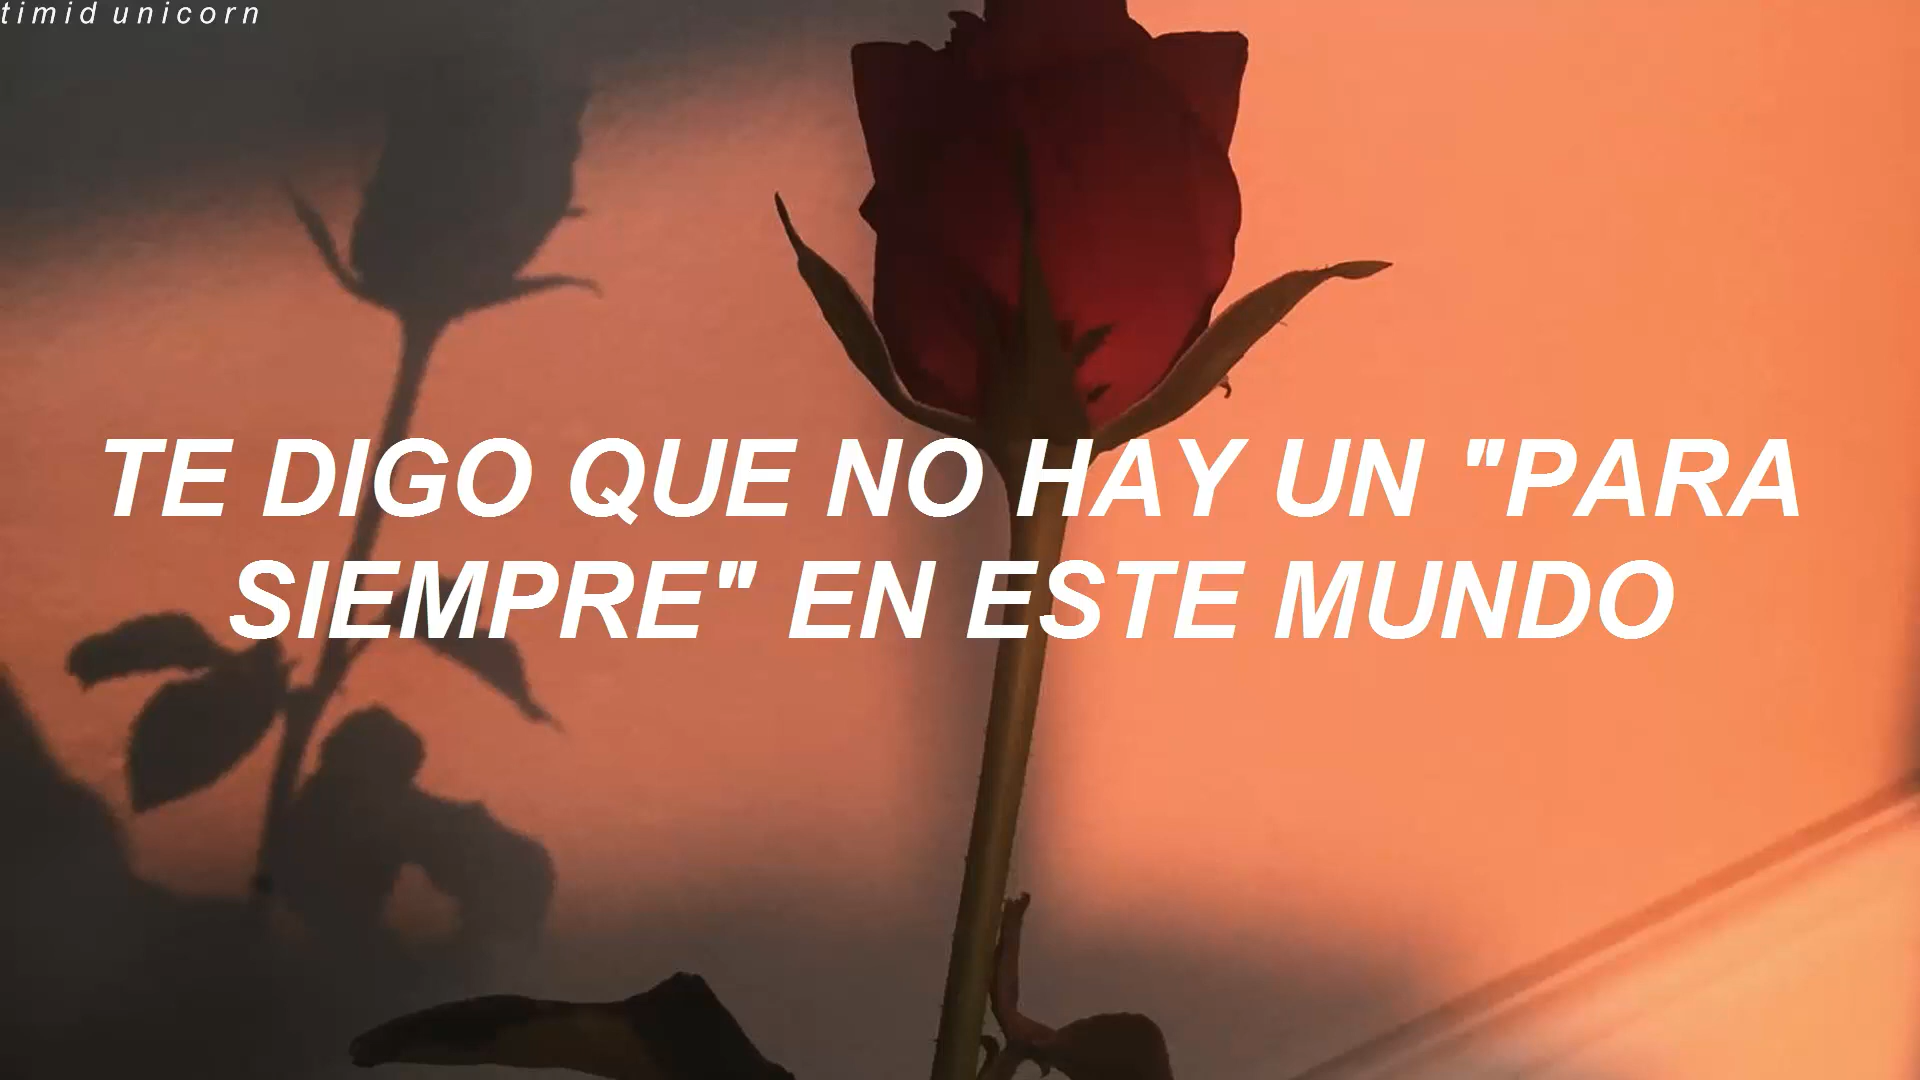 timid unicorn
TE DIGO QUE NO HAY UN "PARA
SIEMPRE" EN ESTE MUNDO